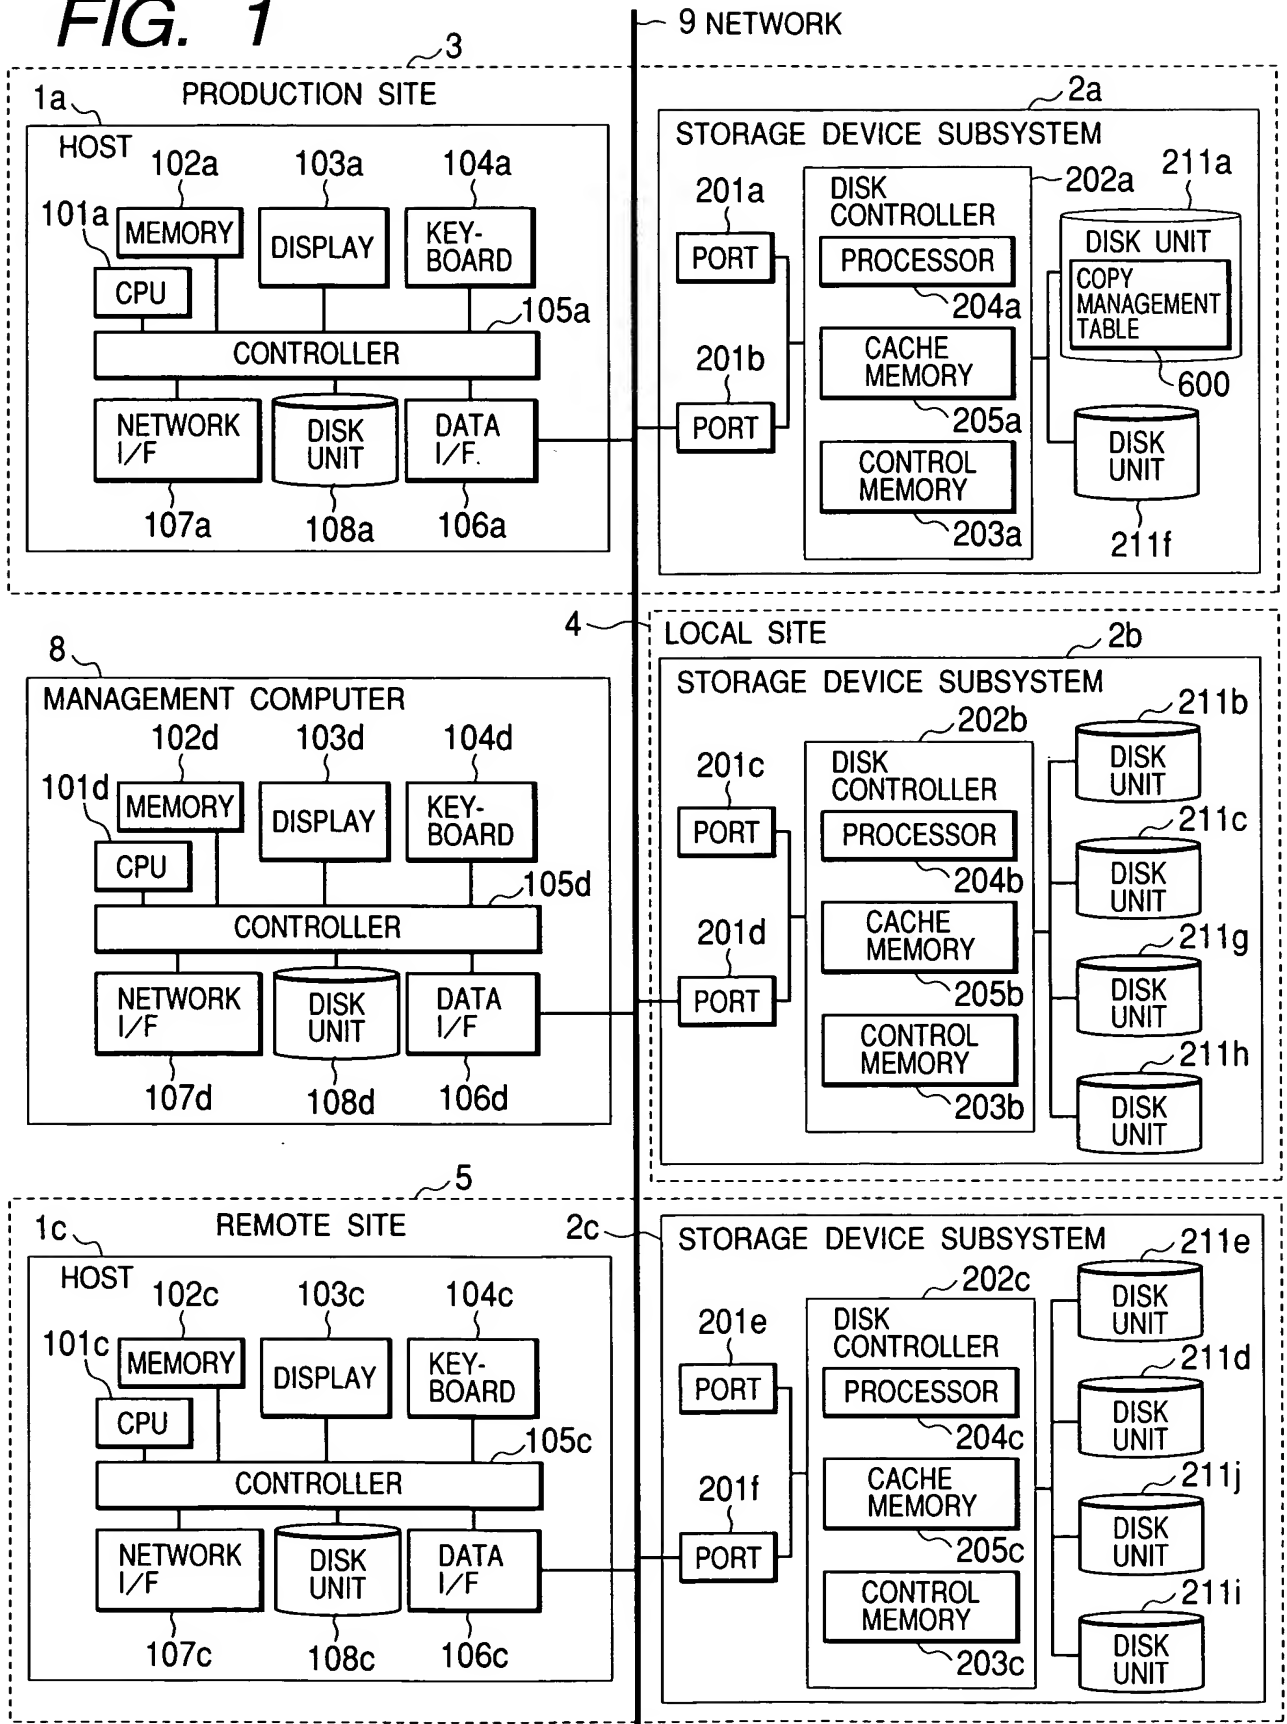 FIG. 1
9 NETWORK
3
PRODUCTION SITE
1a
HOST
102a
103a
104a
101a
MEMORY
DISPLAY
KEY-
BOARD
CPU
105a
CONTROLLER
NETWORK
I/F
DISK
UNIT
DATA
I/F.
107a
108a
106a
2a
STORAGE DEVICE SUBSYSTEM
202a
211a
201a
DISK
CONTROLLER
PORT
PROCESSOR
204a
DISK UNIT
COPY
MANAGEMENT
TABLE
600
201b
CACHE
MEMORY
205a
PORT
CONTROL
MEMORY
203a
DISK
UNIT
211f
4
LOCAL SITE
2b
STORAGE DEVICE SUBSYSTEM
202b
211b
DISK
UNIT
201c
DISK
CONTROLLER
PORT
PROCESSOR
204b
211c
DISK
UNIT
201d
CACHE
MEMORY
205b
PORT
211g
DISK
UNIT
CONTROL
MEMORY
203b
211h
DISK
UNIT
8
MANAGEMENT COMPUTER
102d
103d
104d
101d
MEMORY
DISPLAY
KEY-
BOARD
CPU
105d
CONTROLLER
NETWORK
I/F
DISK
UNIT
DATA
I/F
107d
108d
106d
5
REMOTE SITE
1c
HOST
102c
103c
104c
101c
MEMORY
DISPLAY
KEY-
BOARD
CPU
105c
CONTROLLER
NETWORK
I/F
DISK
UNIT
DATA
I/F
107c
108c
106c
2c
STORAGE DEVICE SUBSYSTEM
202c
211e
DISK
UNIT
201e
DISK
CONTROLLER
PORT
PROCESSOR
204c
211d
DISK
UNIT
201f
CACHE
MEMORY
205c
PORT
211j
DISK
UNIT
CONTROL
MEMORY
203c
211i
DISK
UNIT